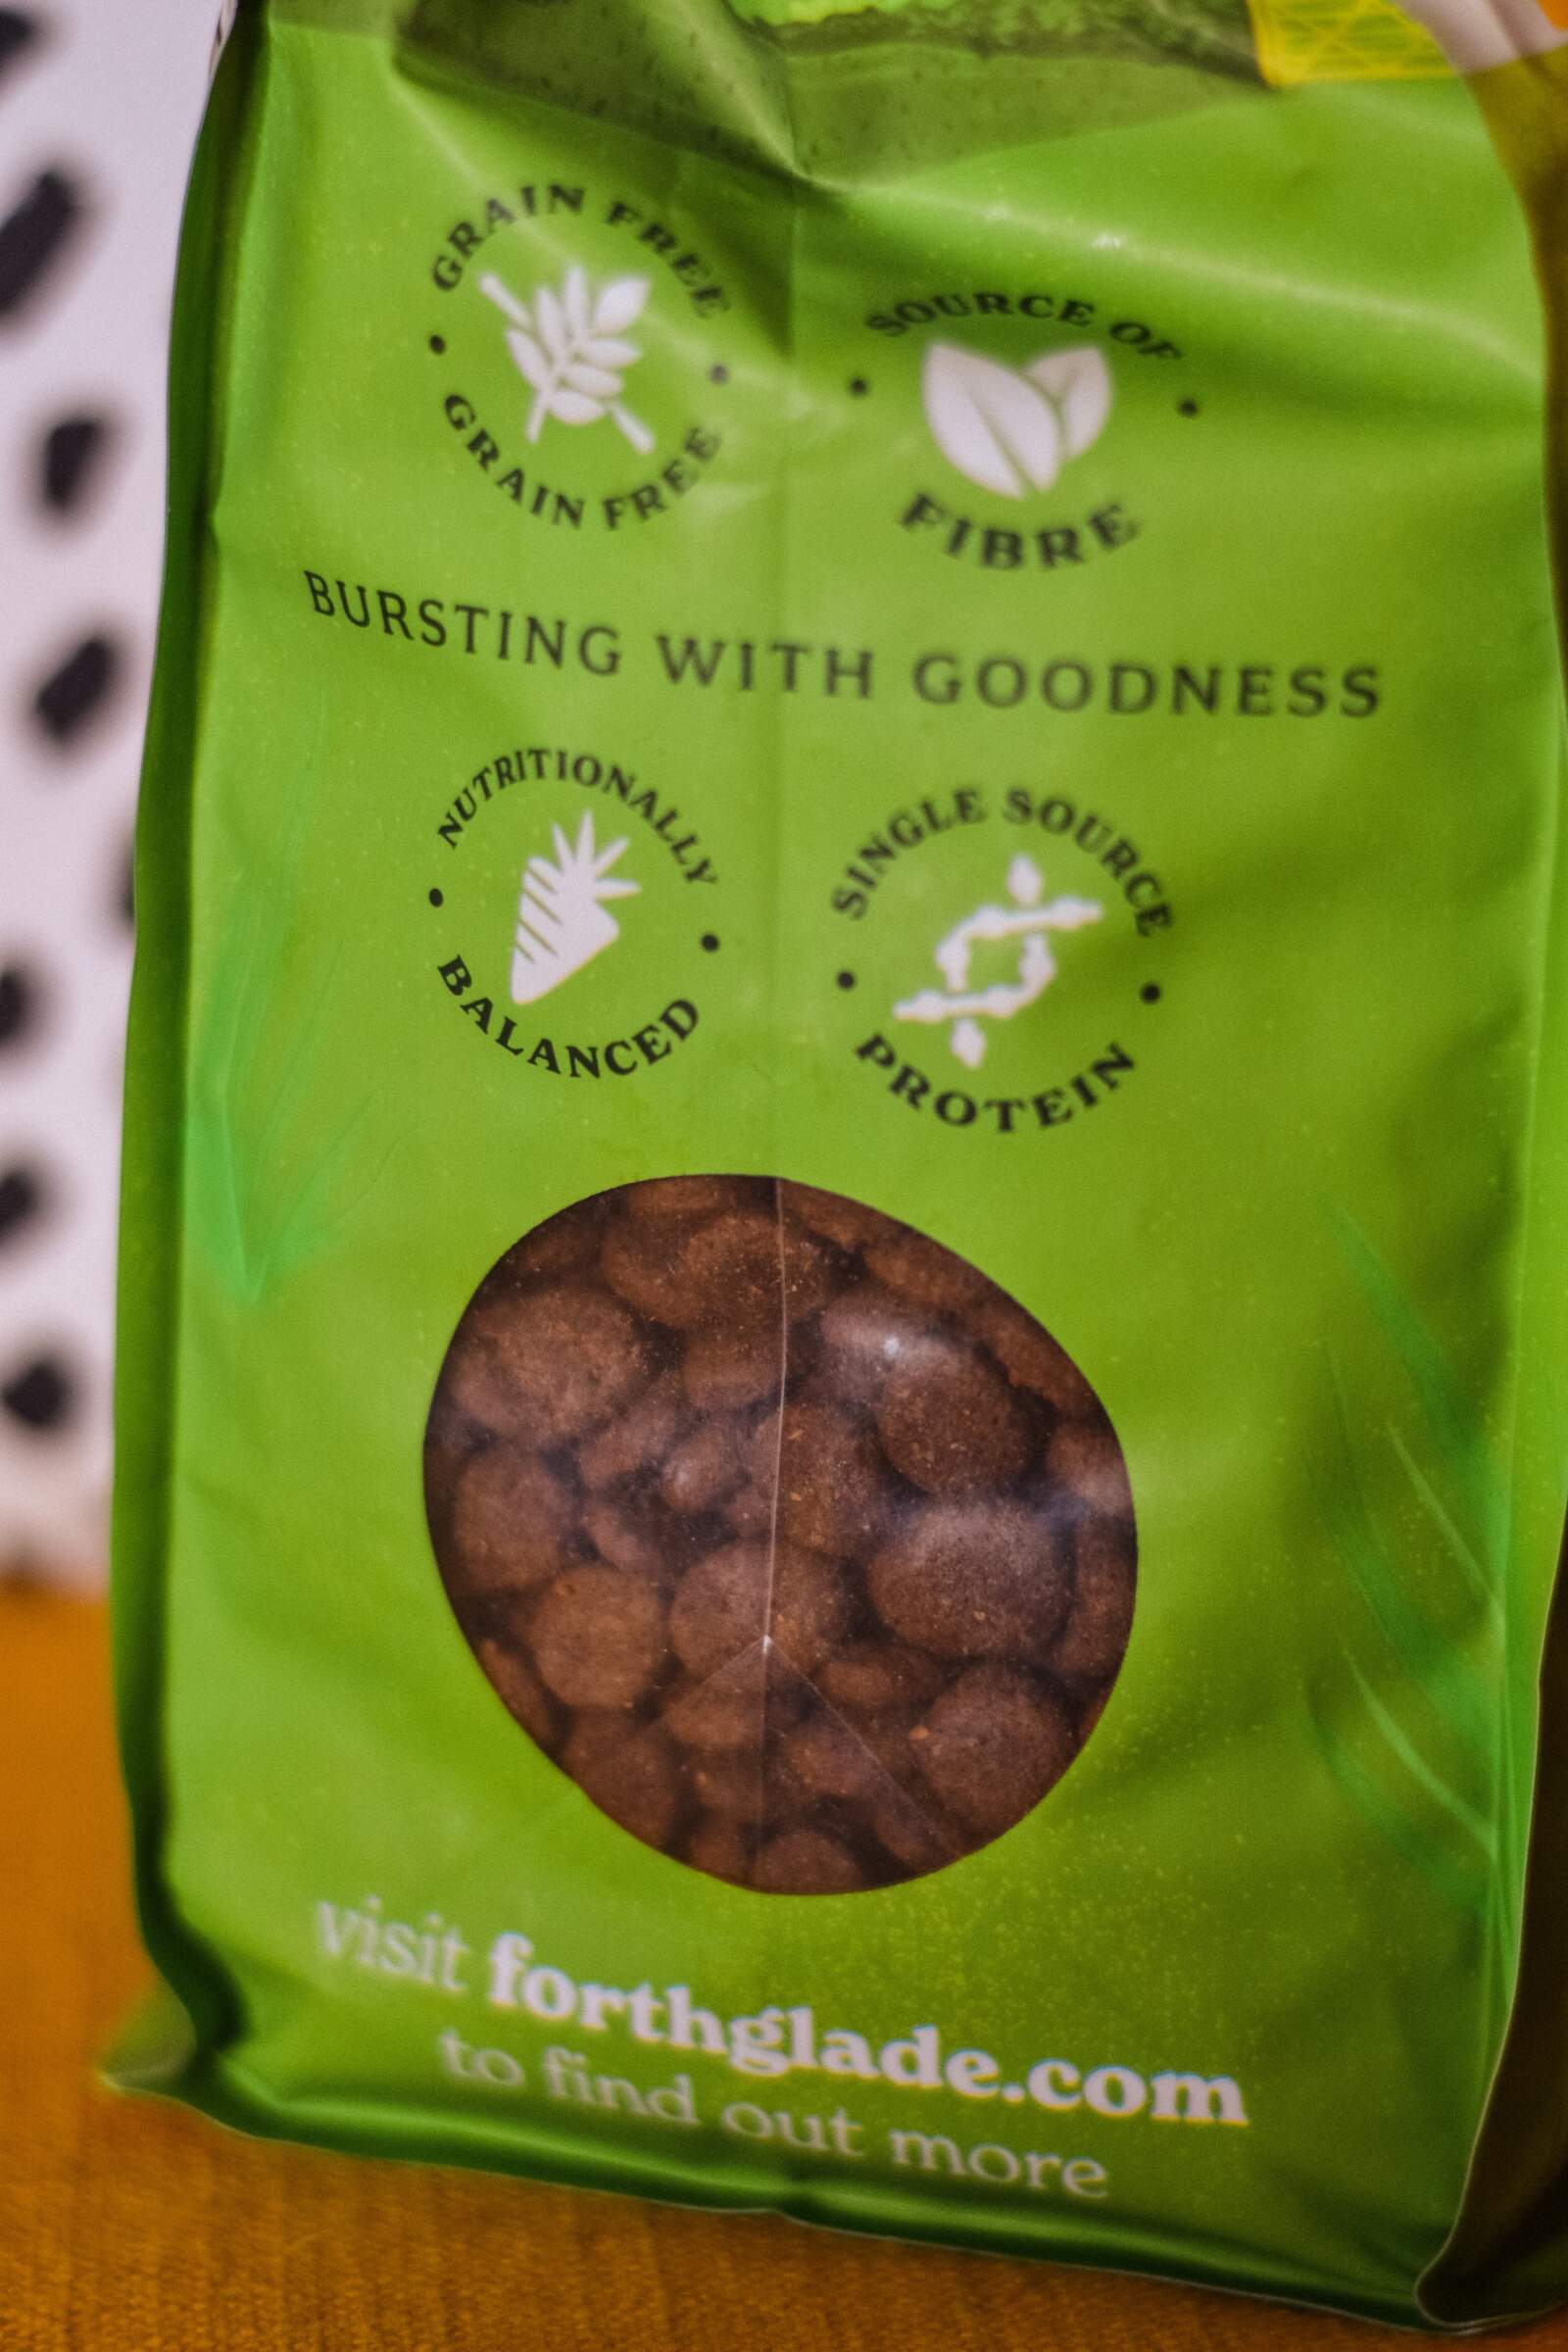 GRAIN FREE
GRAIN FREE
SOURCE OF
FIBRE
BURSTING WITH GOODNESS
NUTRITIONALLY
BALANCED
SINGLE SOURCE
PROTEIN
visit forthglade.com
to find out more